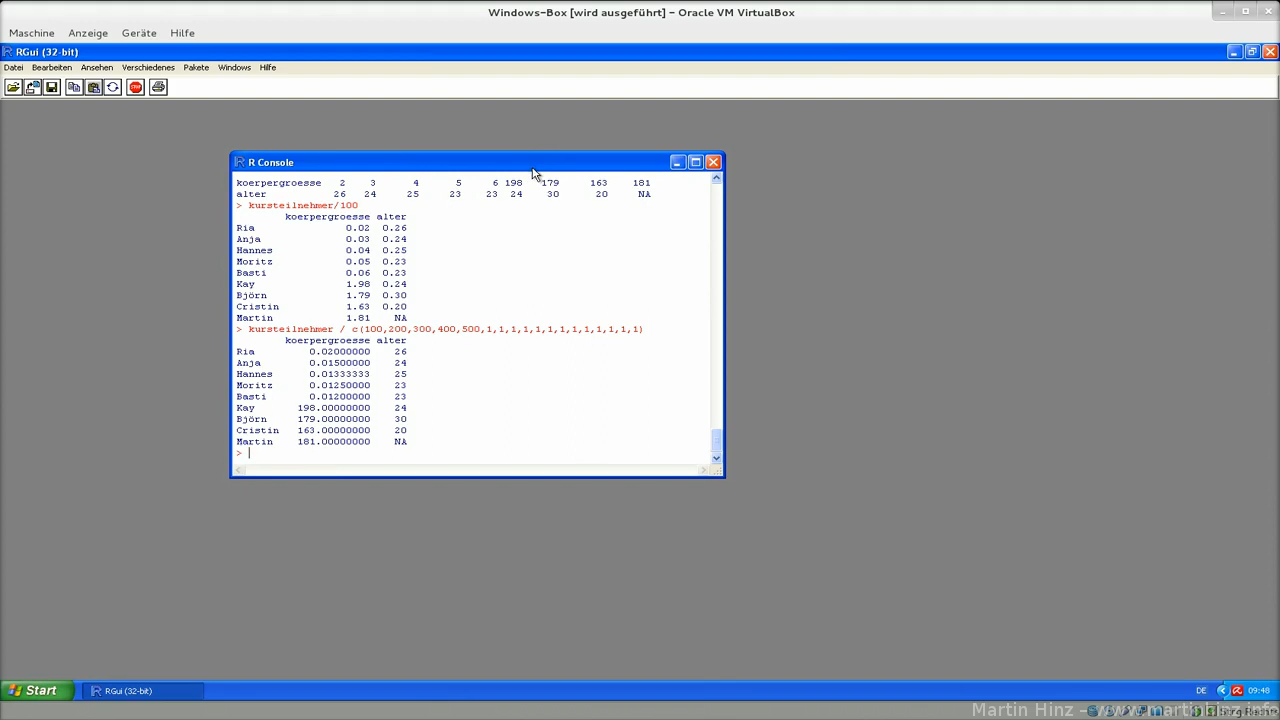 Windows-Box [wird ausgeführt] - Oracle VM VirtualBox
Maschine Anzeige Geräte Hilfe
RGui (32-bit)
Datei Bearbeiten Ansehen Verschiedenes Pakete Windows Hilfe
STOP
R Console
koerpergroesse 2 3 4 5 6 198 179 163 181
alter 26 24 25 23 23 24 30 20 NA
> kursteilnehmer/100
koerpergroesse alter
Ria 0.02 0.26
Anja 0.03 0.24
Hannes 0.04 0.25
Moritz 0.05 0.23
Basti 0.06 0.23
Kay 1.98 0.24
Björn 1.79 0.30
Cristin 1.63 0.20
Martin 1.81 NA
> kursteilnehmer / c(100,200,300,400,500,1,1,1,1,1,1,1,1,1,1,1,1,1)
koerpergroesse alter
Ria 0.02000000 26
Anja 0.01500000 24
Hannes 0.01333333 25
Moritz 0.01250000 23
Basti 0.01200000 23
Kay 198.00000000 24
Björn 179.00000000 30
Cristin 163.00000000 20
Martin 181.00000000 NA
>
Start RGui (32-bit) DE 09:48
Martin Hinz - www.martinhinz.info